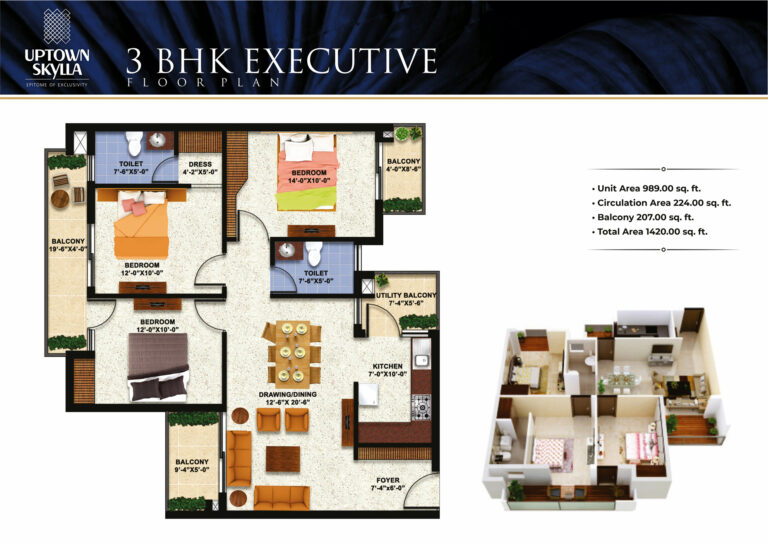 UPTOWN
SKYLLA
EPITOME OF EXCLUSIVITY
3 BHK EXECUTIVE
FLOOR PLAN
TOILET
7'-6"X5'-0"
DRESS
4'-2"X5'-0"
BEDROOM
14'-0"X10'-0"
BALCONY
4'-0"X8'-6"
BALCONY
19'-6"X4'-0"
BEDROOM
12'-0"X10'-0"
TOILET
7'-6"X5'-0"
UTILITY BALCONY
7'-4"X5'-6"
BEDROOM
12'-0"X10'-0"
KITCHEN
7'-0"X10'-0"
DRAWING/DINING
12'-6"X 20'-6"
BALCONY
9'-4"X5'-0"
FOYER
7'-4"x6'-0"
• Unit Area 989.00 sq. ft.
• Circulation Area 224.00 sq. ft.
• Balcony 207.00 sq. ft.
• Total Area 1420.00 sq. ft.